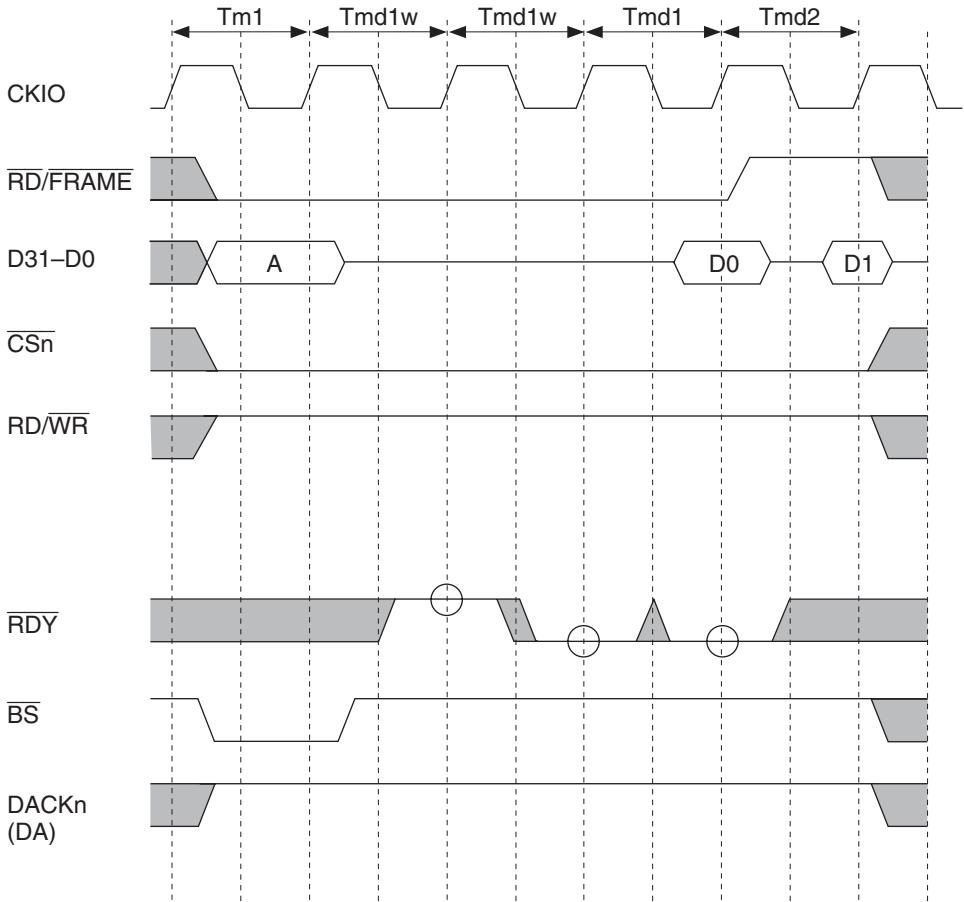 Tm1 Tmd1w Tmd1w Tmd1 Tmd2
CKIO
RD/FRAME
D31–D0 A D0 D1
CSn
RD/WR
RDY
BS
DACKn
(DA)